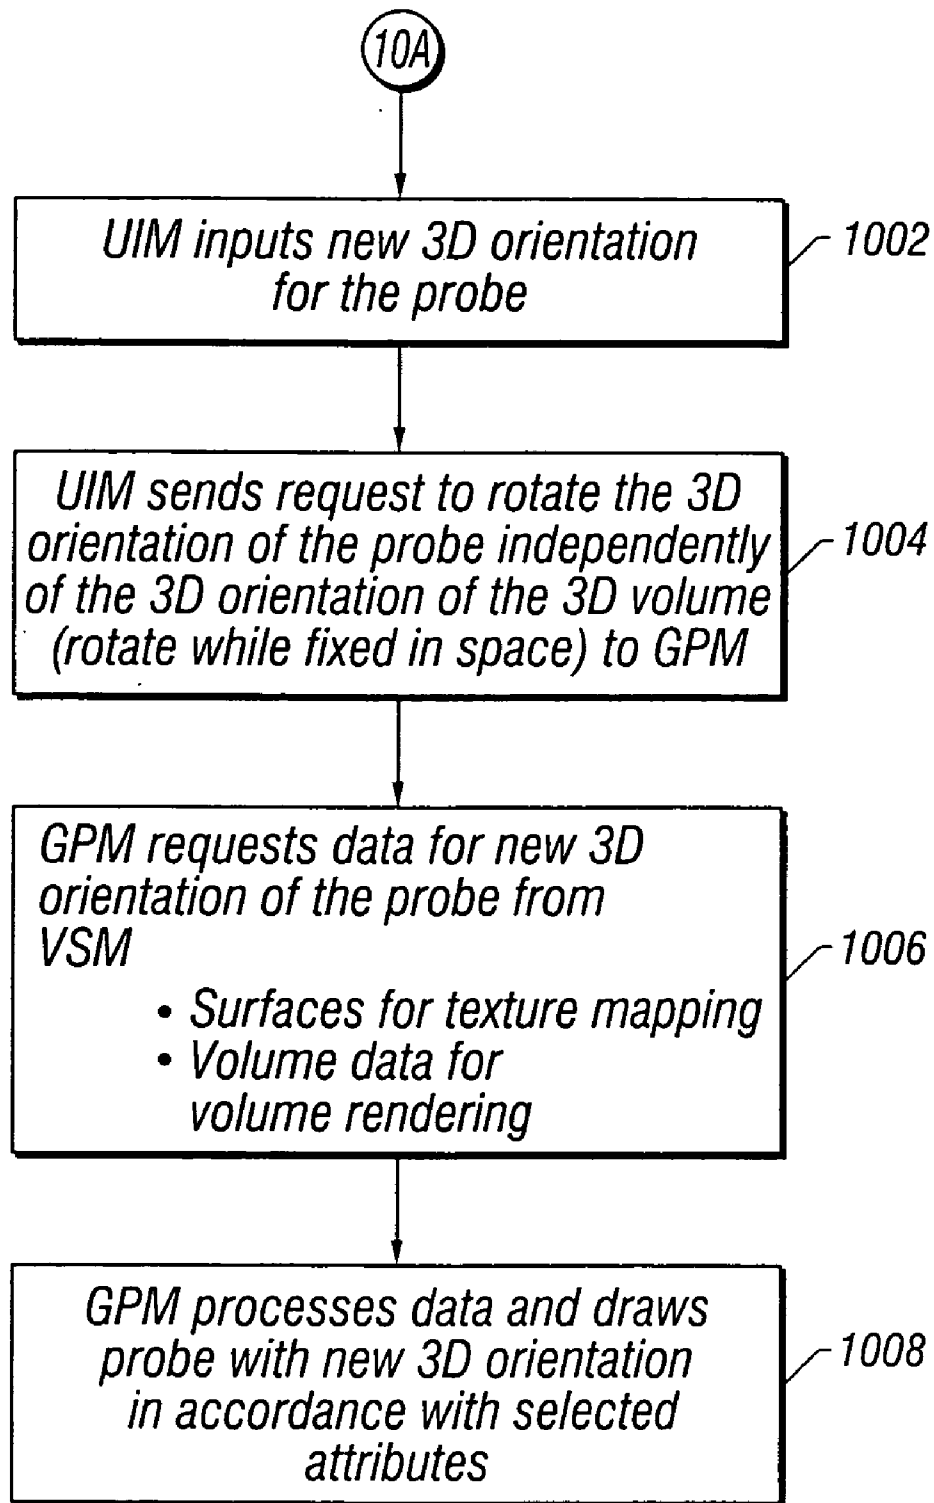 10A
UIM inputs new 3D orientation
for the probe
1002
UIM sends request to rotate the 3D
orientation of the probe independently
of the 3D orientation of the 3D volume
(rotate while fixed in space) to GPM
1004
GPM requests data for new 3D
orientation of the probe from
VSM
• Surfaces for texture mapping
• Volume data for
volume rendering
1006
GPM processes data and draws
probe with new 3D orientation
in accordance with selected
attributes
1008